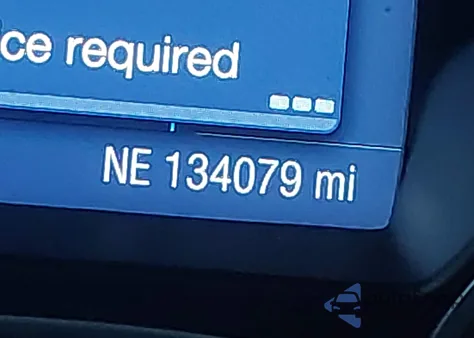 ce required
NE 134079 mi